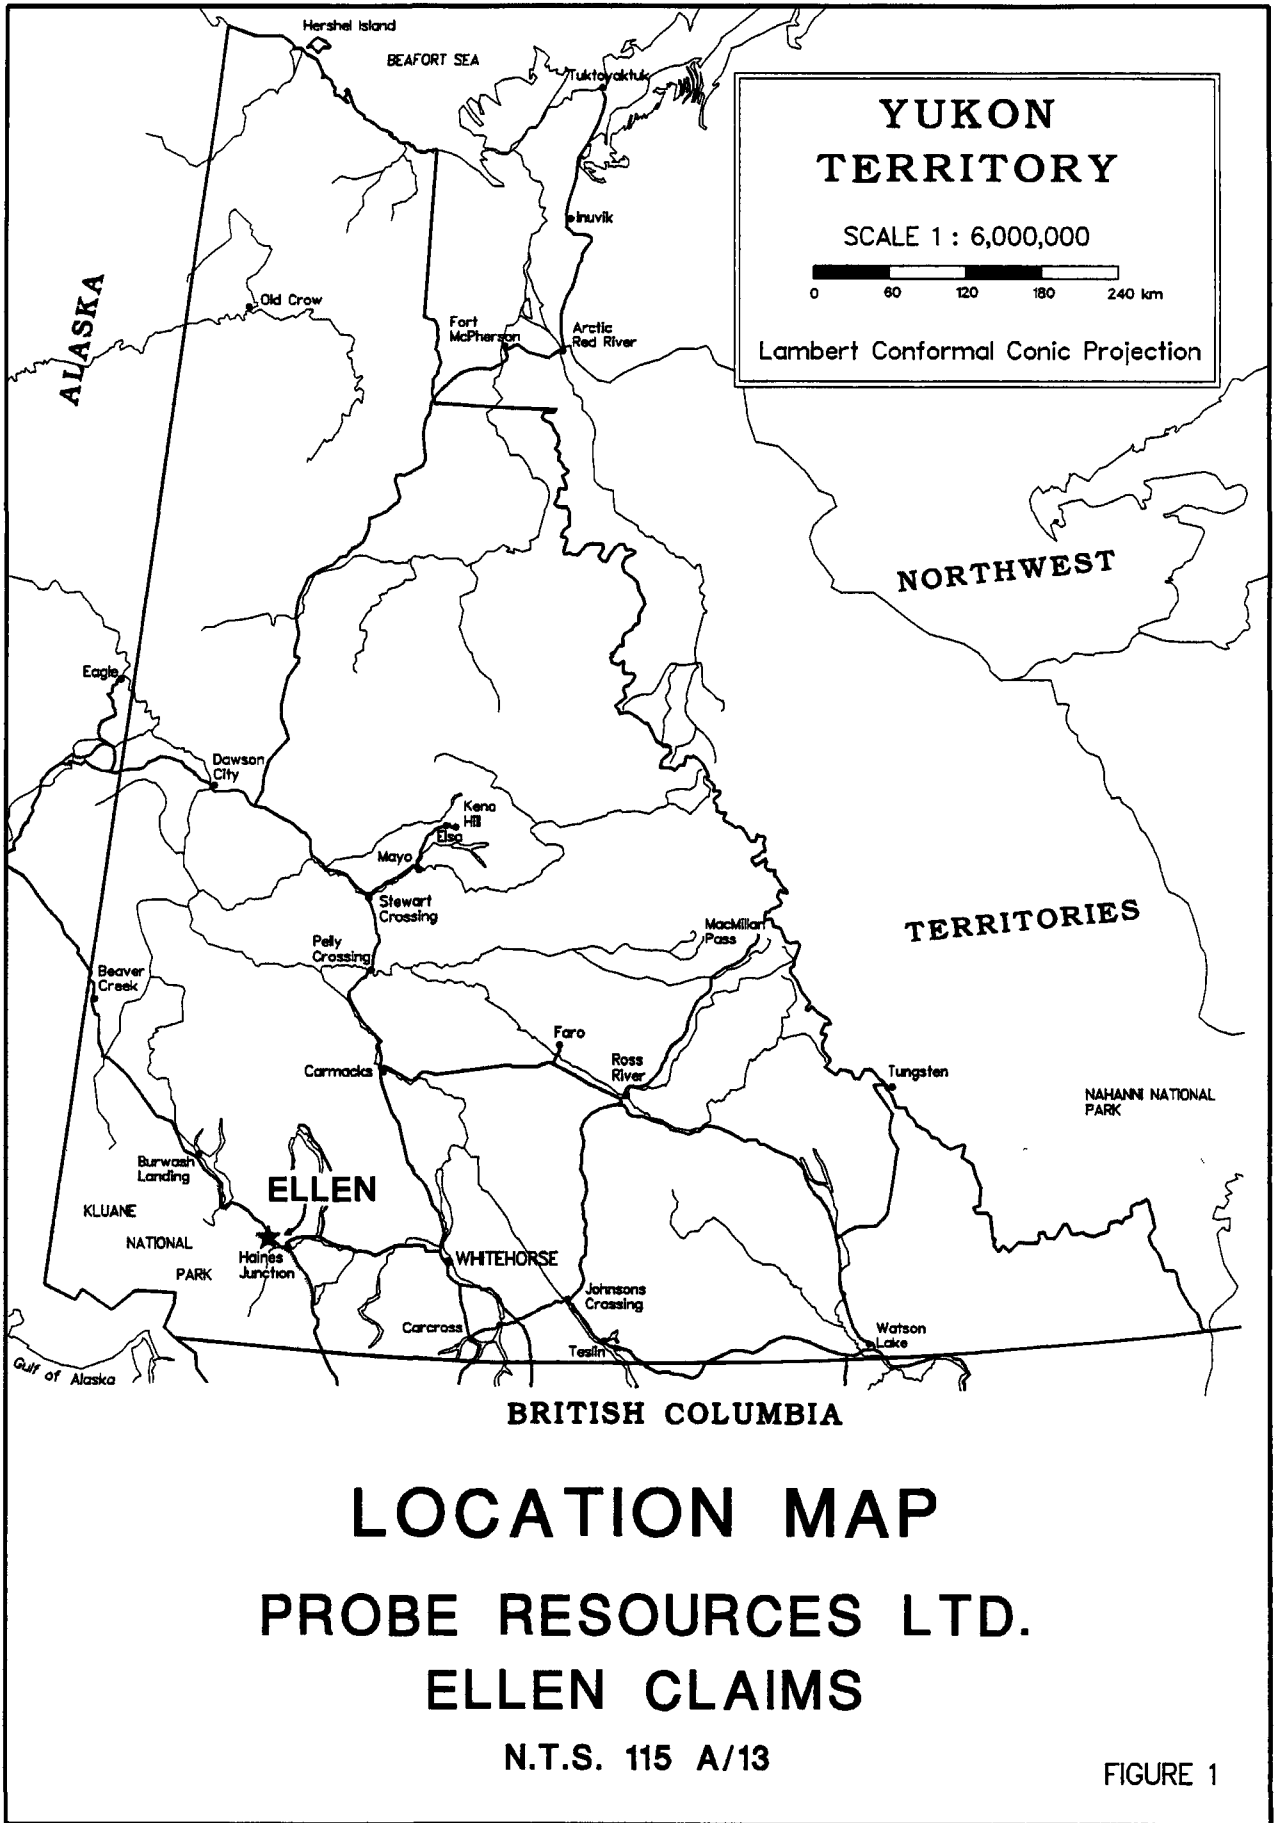 Hershel Island
BEAFORT SEA
Tuktoyaktuk
YUKON
TERRITORY
SCALE 1 : 6,000,000
0 60 120 180 240 km
Lambert Conformal Conic Projection
Inuvik
ALASKA
Old Crow
Fort
McPherson
Arctic
Red River
NORTHWEST
Eagle
Dawson
City
Keno
Hill
Elsa
Mayo
Stewart
Crossing
TERRITORIES
MacMillan
Pass
Pelly
Crossing
Beaver
Creek
Faro
Ross
River
Carmacks
Tungsten
NAHANNI NATIONAL
PARK
Burwash
Landing
ELLEN
KLUANE
NATIONAL
PARK
Haines
Junction
WHITEHORSE
Johnsons
Crossing
Carcross
Teslin
Watson
Lake
Gulf of Alaska
BRITISH COLUMBIA
LOCATION MAP
PROBE RESOURCES LTD.
ELLEN CLAIMS
N.T.S. 115 A/13
FIGURE 1